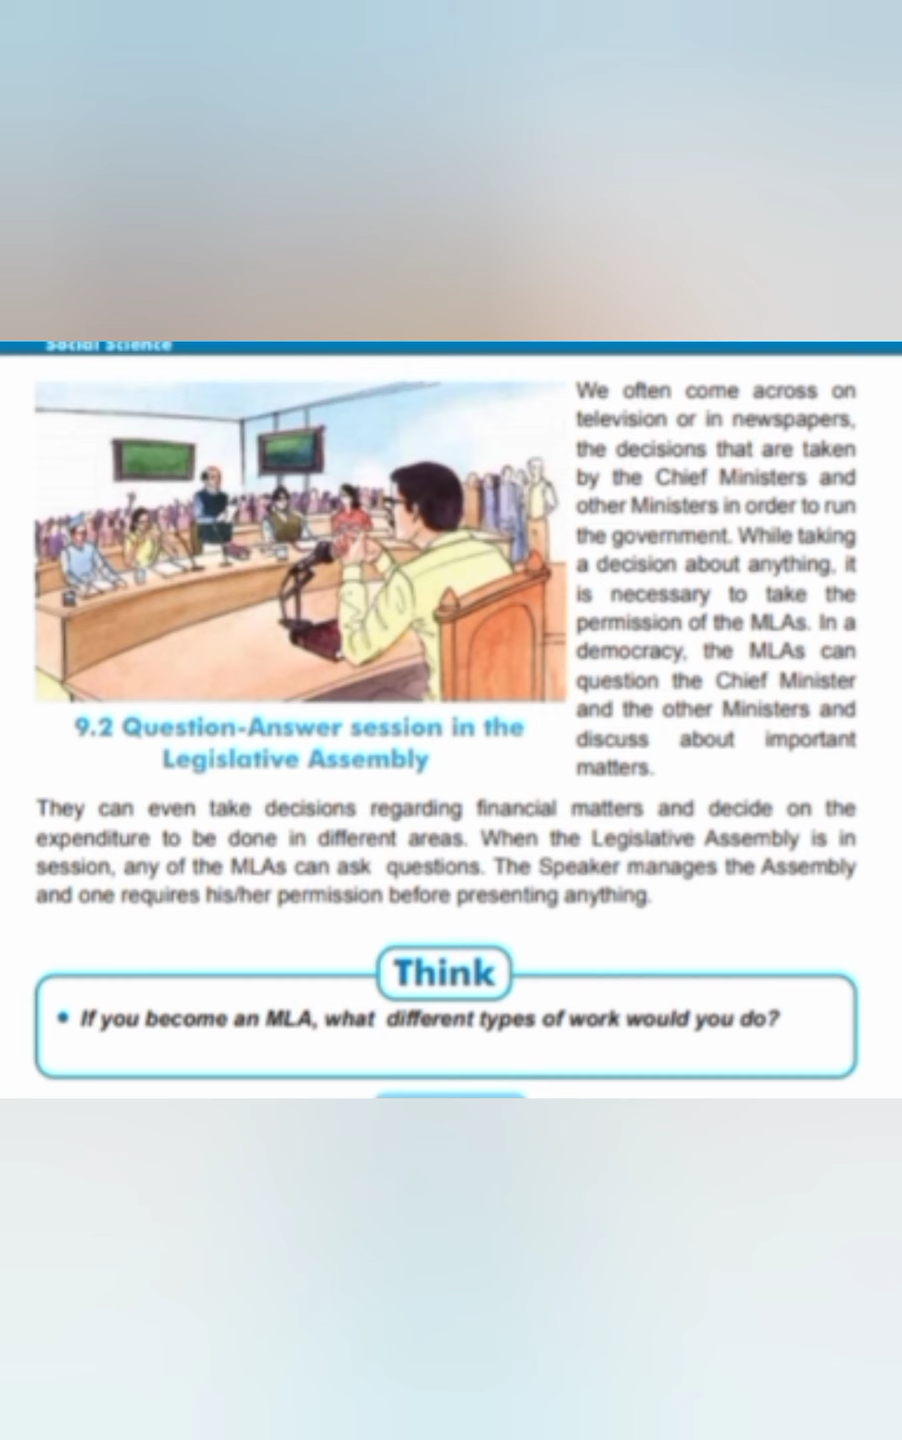 Social Science
We often come across on
television or in newspapers,
the decisions that are taken
by the Chief Ministers and
other Ministers in order to run
the government. While taking
a decision about anything, it
is necessary to take the
permission of the MLAs. In a
democracy, the MLAs can
question the Chief Minister
and the other Ministers and
discuss about important
matters.
9.2 Question-Answer session in the
Legislative Assembly
They can even take decisions regarding financial matters and decide on the
expenditure to be done in different areas. When the Legislative Assembly is in
session, any of the MLAs can ask questions. The Speaker manages the Assembly
and one requires his/her permission before presenting anything.
Think
• If you become an MLA, what different types of work would you do?